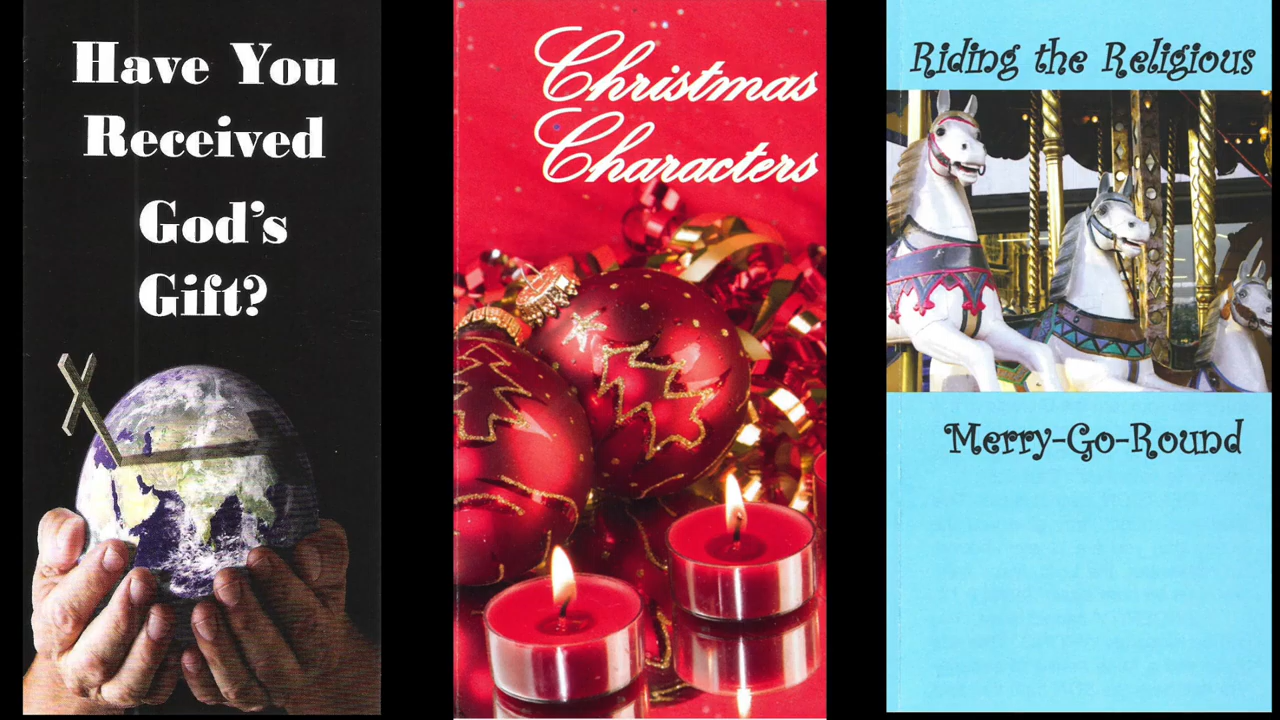 Have You
Received
God's
Gift?
Christmas
Characters
Riding the Religious
Merry-Go-Round